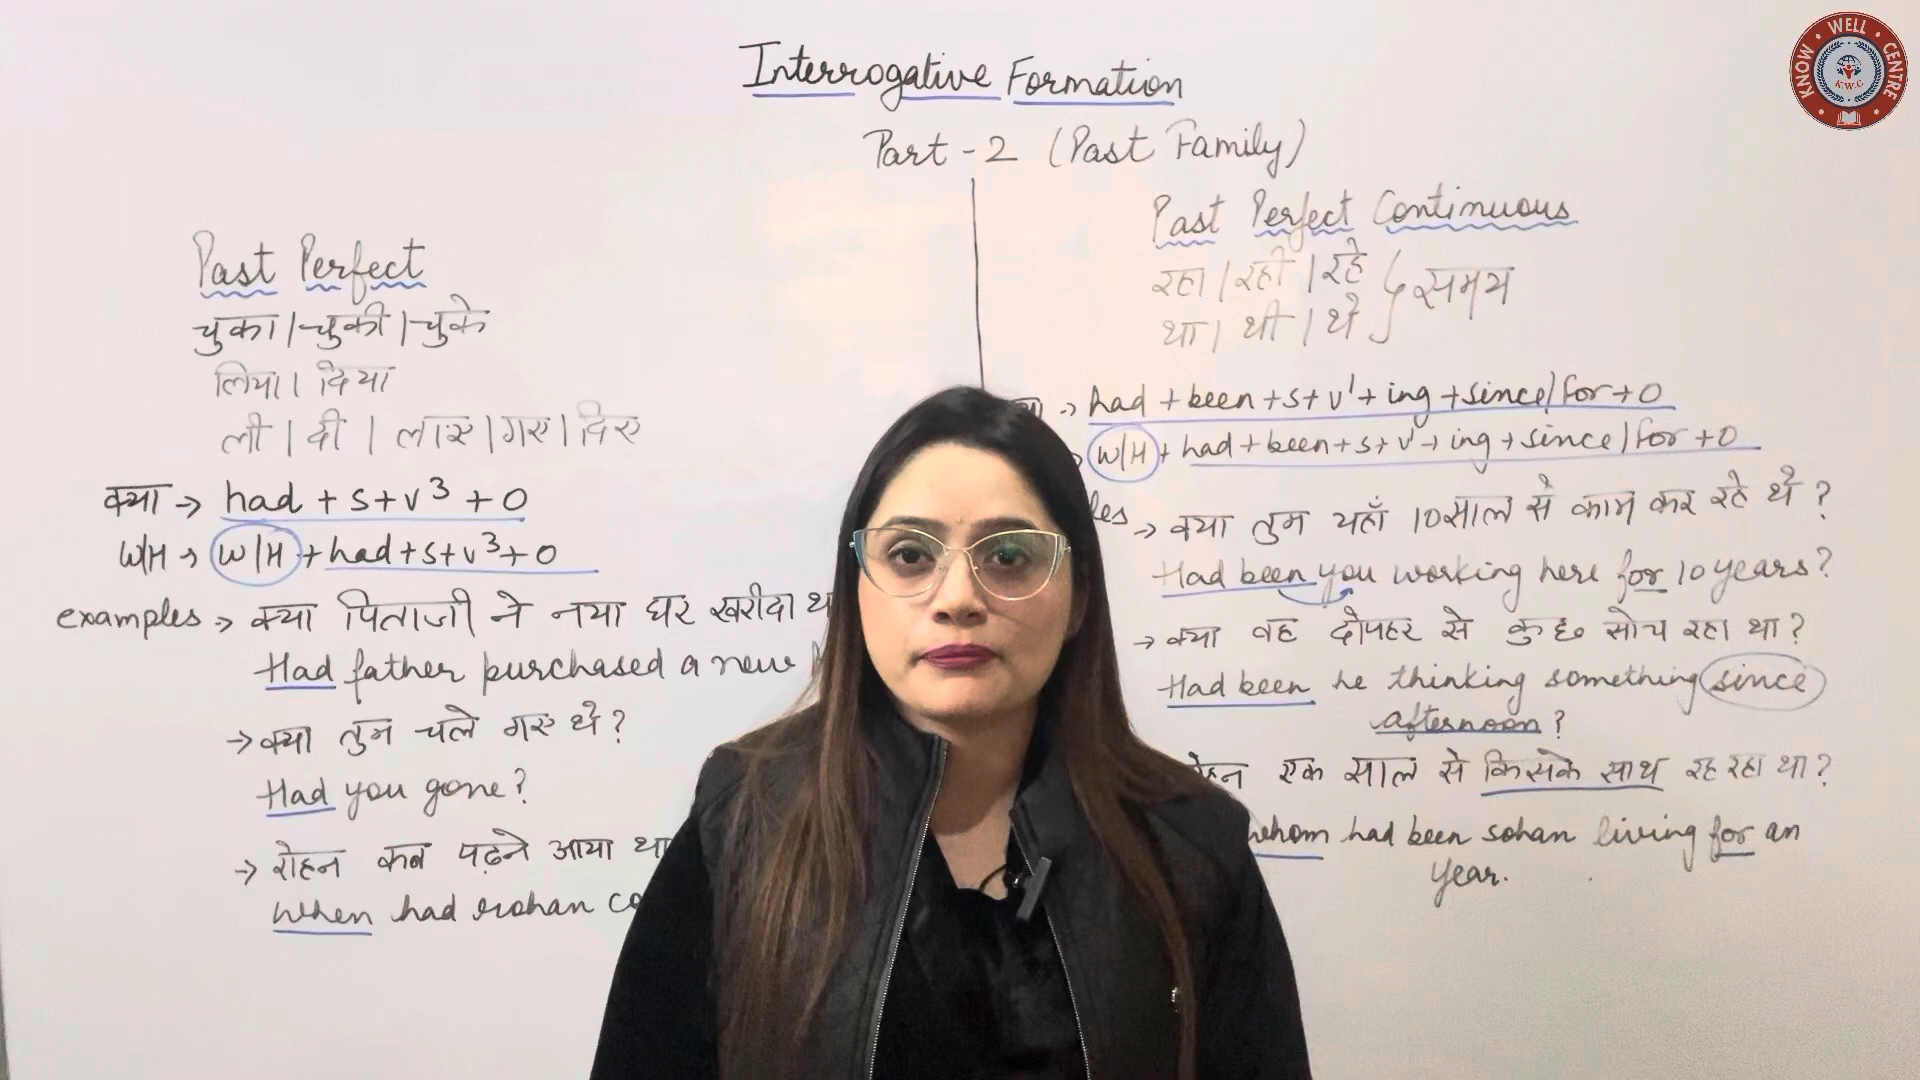 Interrogative Formation
Part - 2 (Past Family)
Past Perfect
चुका | चुकी | चुके
लिया | दिया
ली | दी | लाए | गए | दिए
क्या → had + s + v³ + O
W/H → W/H + had + s + v³ + O
examples → क्या पिताजी ने नया घर खरीदा
Had father purchased a new
→ क्या तुम चले गए थे ?
Had you gone ?
→ रोहन कब पढ़ने आया था
When had rohan
Past Perfect Continuous
रहा | रही | रहे
था | थी | थे } समय
→ had + been + s + v¹ + ing + since/for + O
W/H + had + been + s + v¹ + ing + since/for + O
→ क्या तुम यहाँ 10 साल से काम कर रहे थे ?
Had been you working here for 10 years ?
→ क्या वह दोपहर से कुछ सोच रहा था ?
Had been he thinking something since
afternoon ?
एक साल से किसके साथ रह रहा था ?
whom had been sohan living for an
year.
KNOW WELL CENTRE
K.W.C